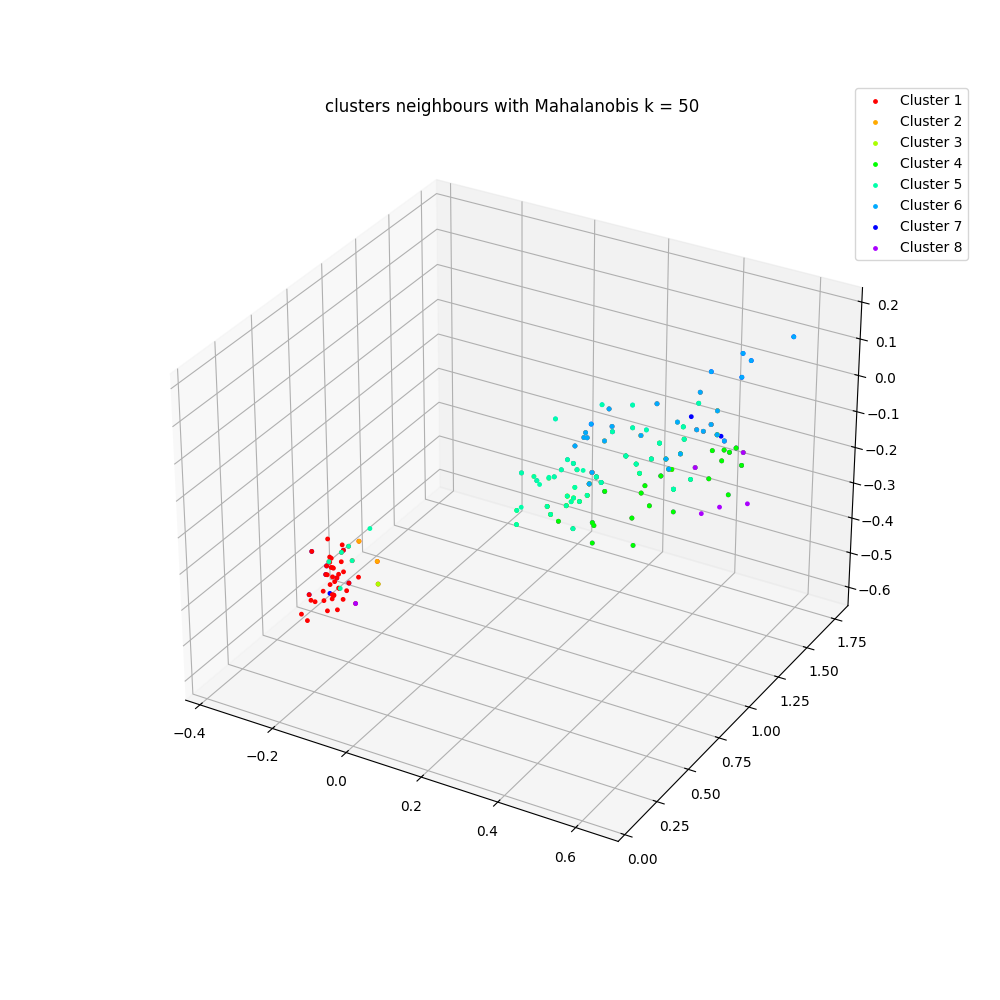 clusters neighbours with Mahalanobis k = 50
Cluster 1
Cluster 2
Cluster 3
Cluster 4
Cluster 5
Cluster 6
Cluster 7
Cluster 8
0.2
0.1
0.0
−0.1
−0.2
−0.3
−0.4
−0.5
−0.6
1.75
1.50
1.25
1.00
0.75
0.50
0.25
0.00
−0.4
−0.2
0.0
0.2
0.4
0.6